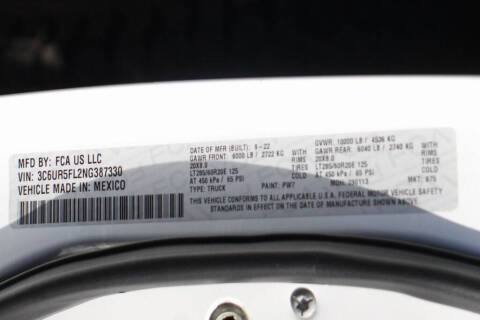 MFD BY: FCA US LLC
VIN: 3C6UR5FL2NG387330
VEHICLE MADE IN: MEXICO
DATE OF MFR (BUILT): 5-22 GVWR: 10000 LB / 4536 KG
GAWR FRONT: 6000 LB / 2722 KG WITH GAWR REAR: 6040 LB / 2740 KG WITH
20X8.0 TIRES 20X8.0 TIRES
LT285/60R20E 125 RIMS LT285/60R20E 125 RIMS
AT 450 kPa / 65 PSI AT 450 kPa / 65 PSI
TYPE: TRUCK PAINT: PW7 MDH: MKT: 675
THIS VEHICLE CONFORMS TO ALL APPLICABLE U.S.A. FEDERAL MOTOR VEHICLE SAFETY
STANDARDS IN EFFECT ON THE DATE OF MANUFACTURE SHOWN ABOVE